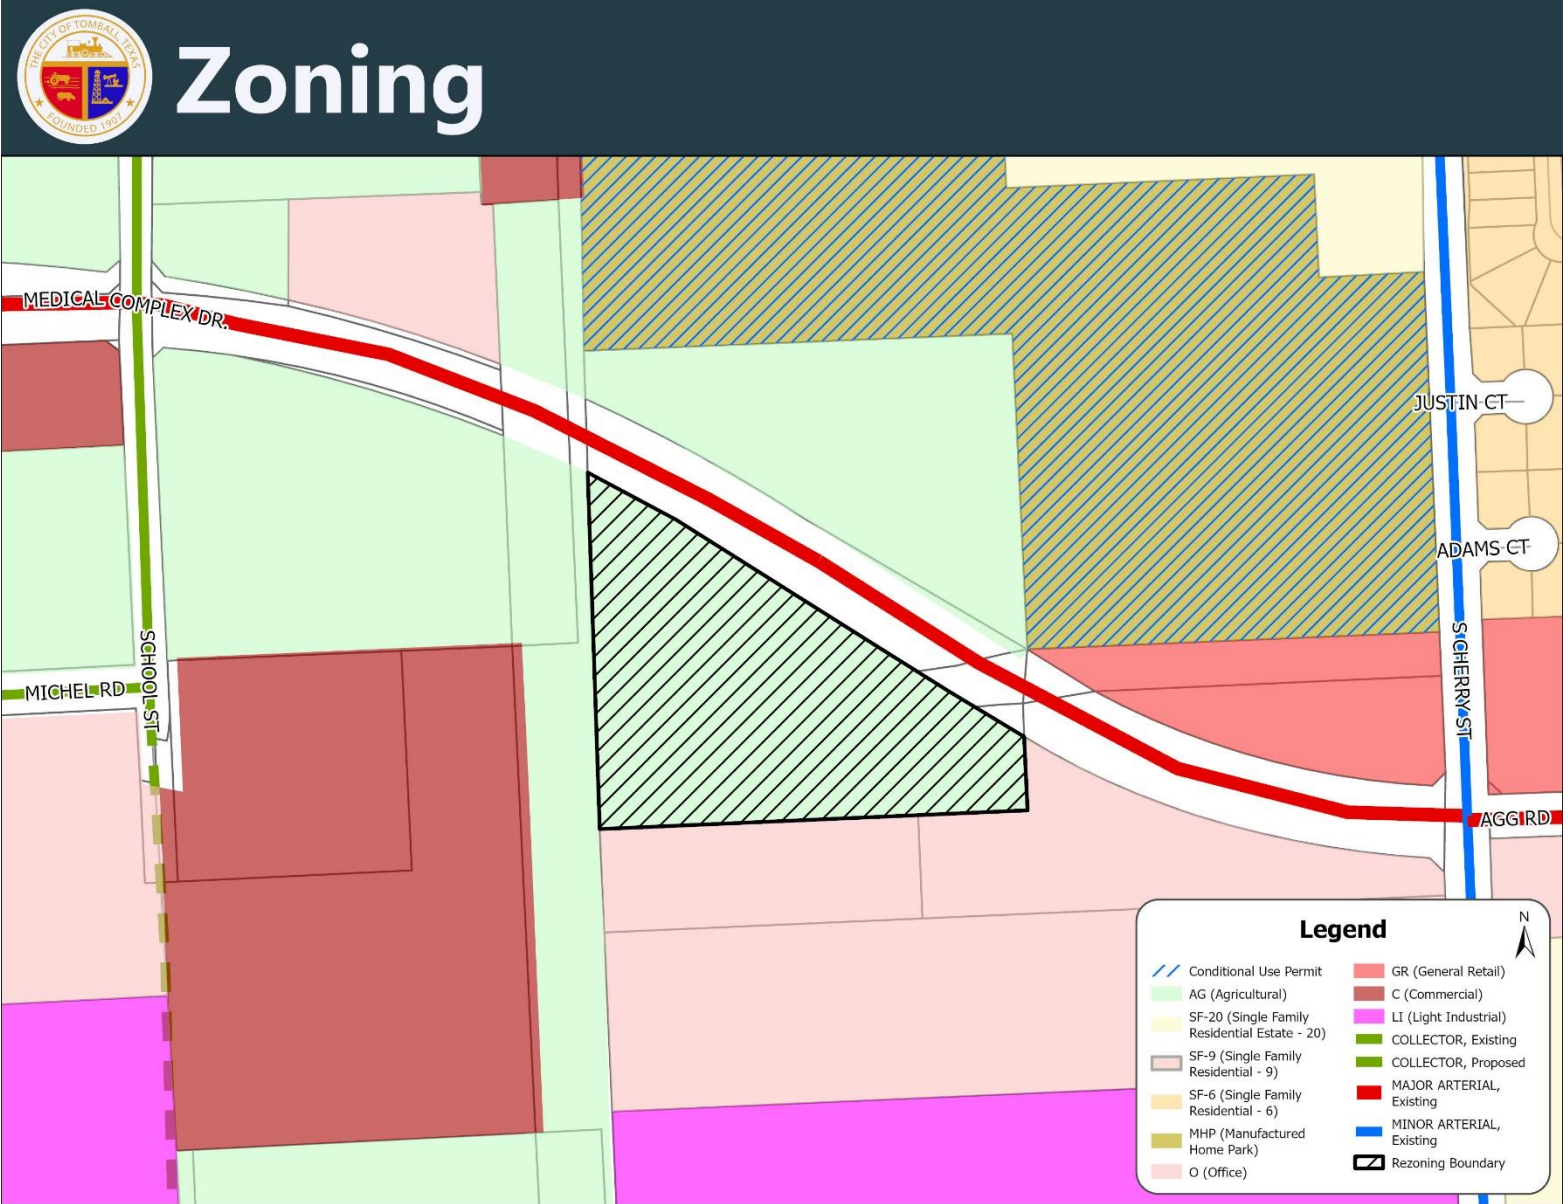 THE CITY OF TOMBALL, TEXAS
FOUNDED 1907
Zoning
MEDICAL COMPLEX DR.
JUSTIN CT
ADAMS CT
SCHOOL ST
S CHERRY ST
MICHEL RD
AGG RD
Legend
N
Conditional Use Permit
AG (Agricultural)
SF-20 (Single Family
Residential Estate - 20)
SF-9 (Single Family
Residential - 9)
SF-6 (Single Family
Residential - 6)
MHP (Manufactured
Home Park)
O (Office)
GR (General Retail)
C (Commercial)
LI (Light Industrial)
COLLECTOR, Existing
COLLECTOR, Proposed
MAJOR ARTERIAL,
Existing
MINOR ARTERIAL,
Existing
Rezoning Boundary